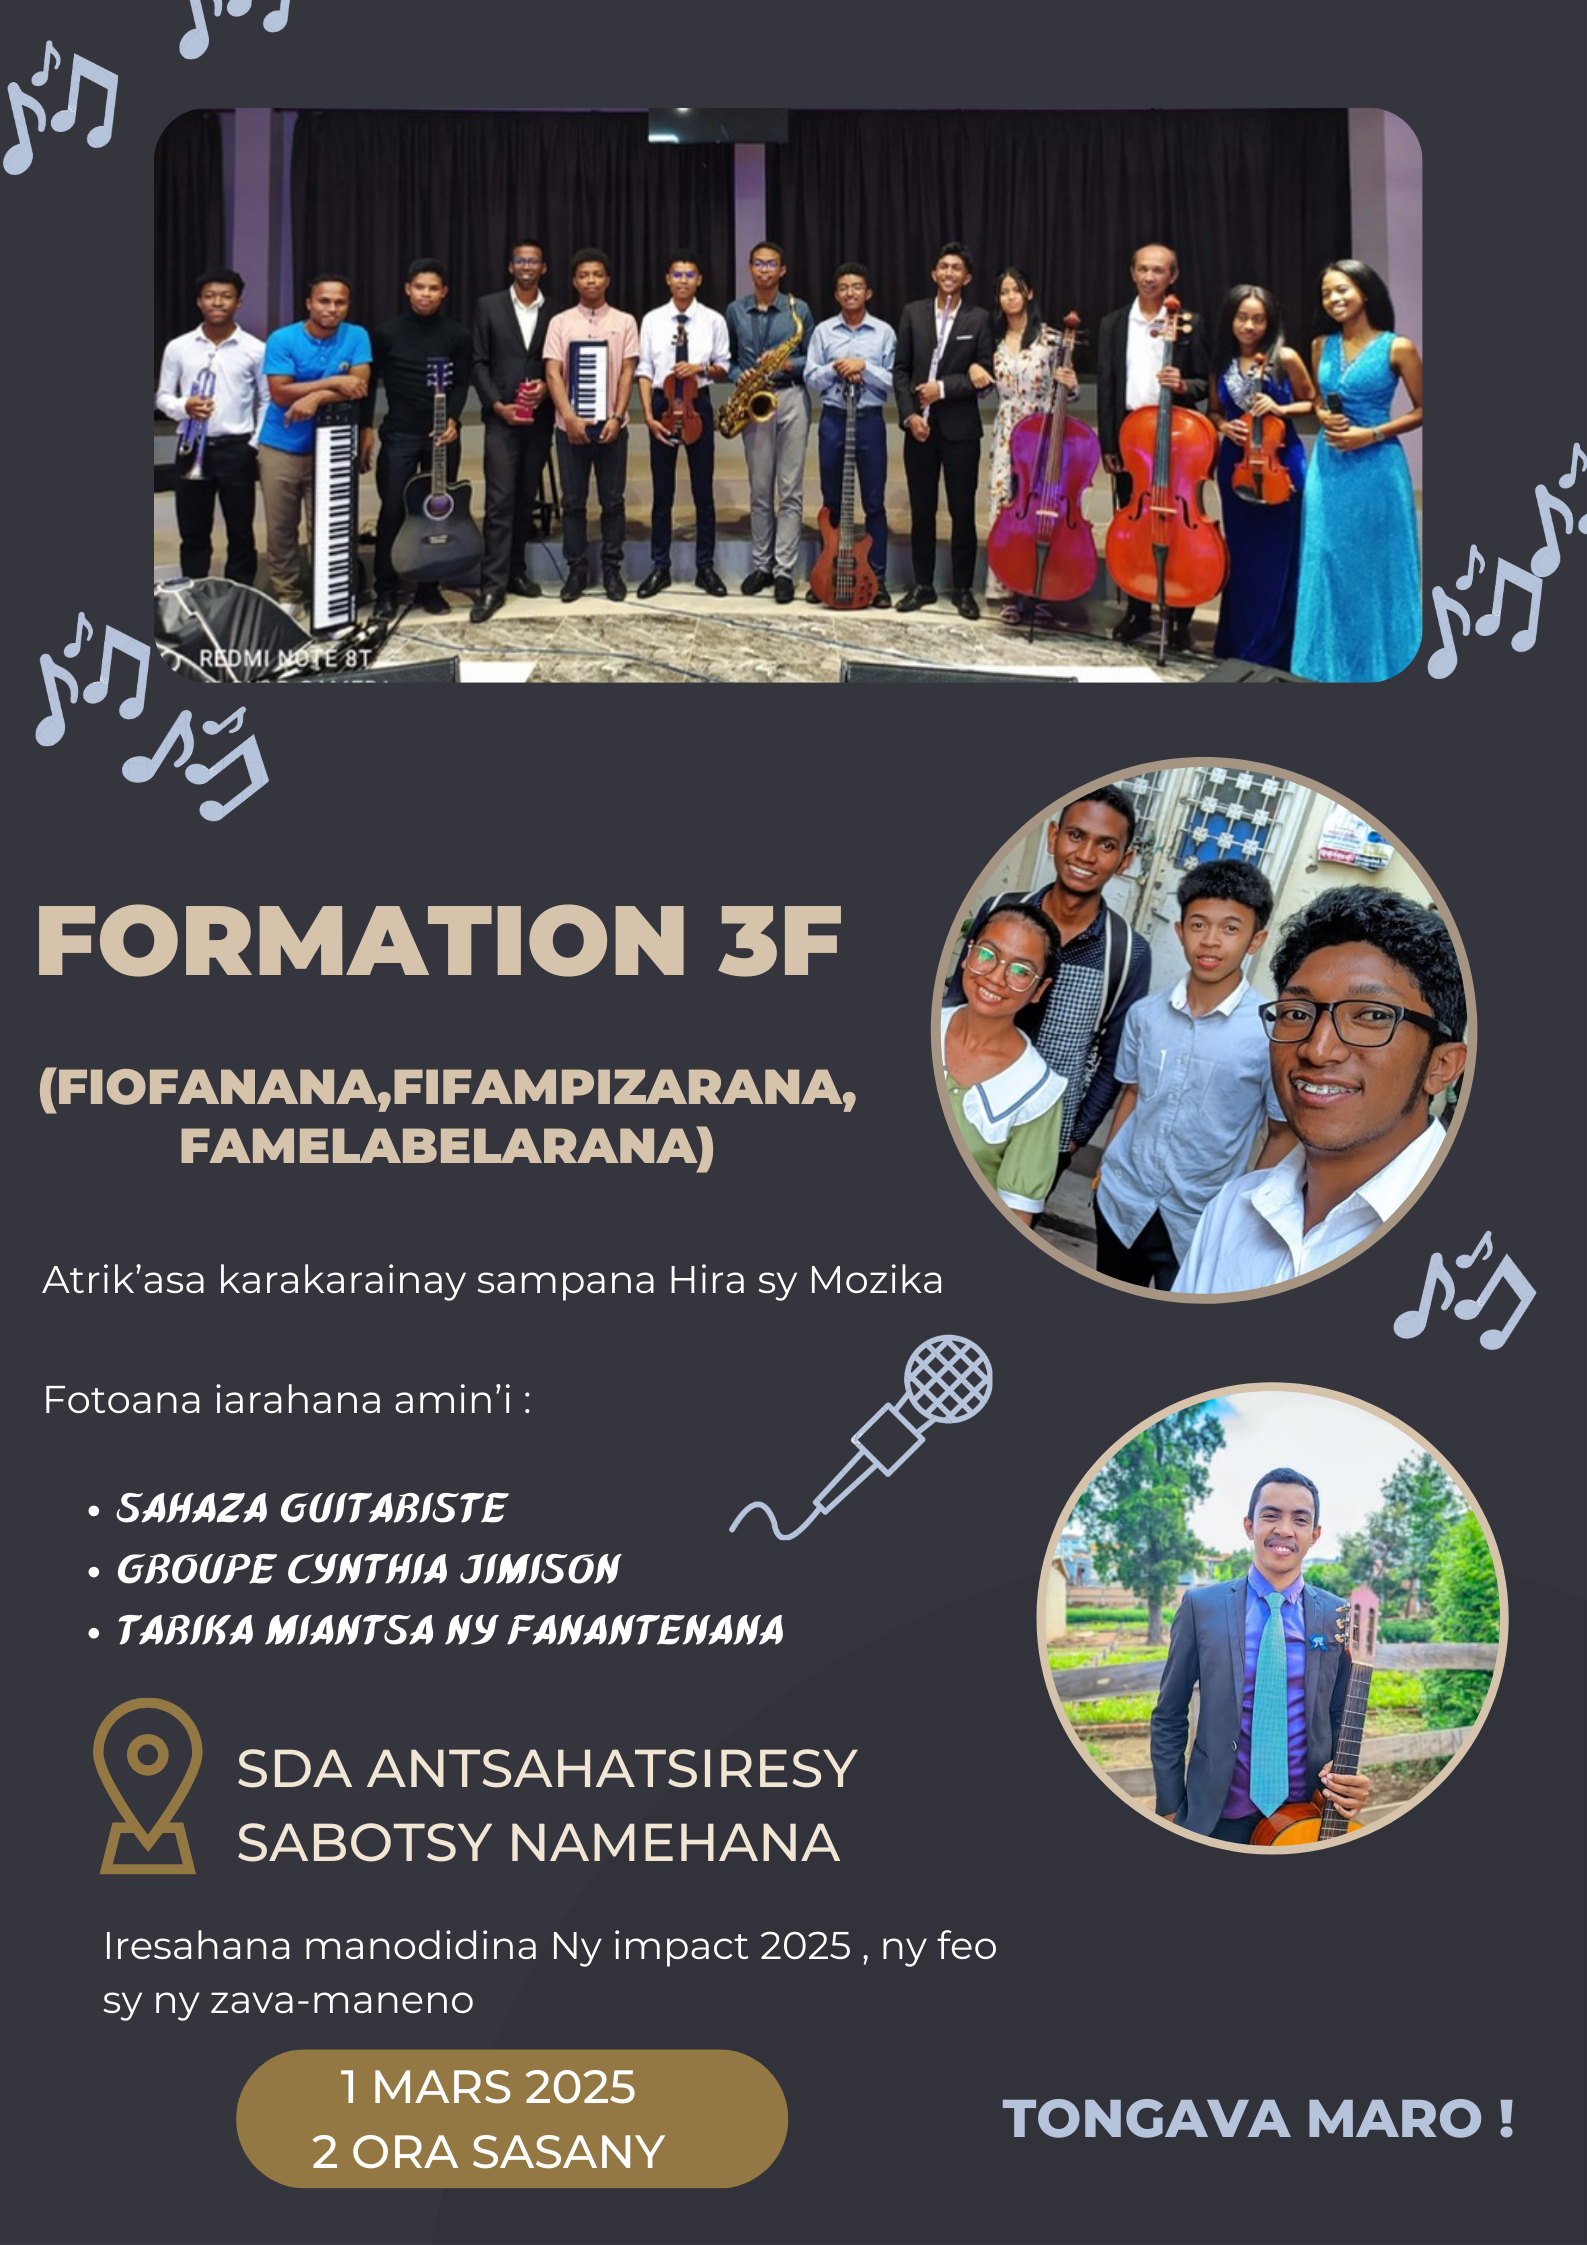 REDMI NOTE 8T
FORMATION 3F
(FIOFANANA,FIFAMPIZARANA,
FAMELABELARANA)
Atrik’asa karakarainay sampana Hira sy Mozika
Fotoana iarahana amin’i :
• SAHAZA GUITARISTE
• GROUPE CYNTHIA JIMISON
• TARIKA MIANTSA NY FANANTENANA
SDA ANTSAHATSIRESY
SABOTSY NAMEHANA
Iresahana manodidina Ny impact 2025 , ny feo
sy ny zava-maneno
1 MARS 2025
2 ORA SASANY
TONGAVA MARO !